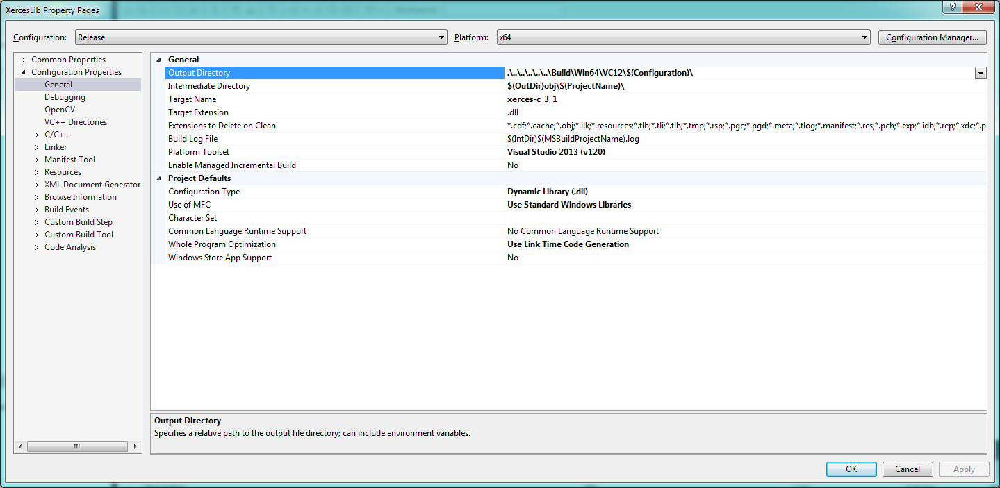 XercesLib Property Pages
Configuration: Release Platform: x64 Configuration Manager...
Common Properties
Configuration Properties
General
Debugging
OpenCV
VC++ Directories
C/C++
Linker
Manifest Tool
Resources
XML Document Generator
Browse Information
Build Events
Custom Build Step
Custom Build Tool
Code Analysis
General
Output Directory .\..\..\..\..\..\Build\Win64\VC12\$(Configuration)\
Intermediate Directory $(OutDir)obj\$(ProjectName)\
Target Name xerces-c_3_1
Target Extension .dll
Extensions to Delete on Clean *.cdf;*.cache;*.obj;*.ilk;*.resources;*.tlb;*.tli;*.tlh;*.tmp;*.rsp;*.pgc;*.pgd;*.meta;*.tlog;*.manifest;*.res;*.pch;*.exp;*.idb;*.rep;*.xdc;*.p
Build Log File $(IntDir)$(MSBuildProjectName).log
Platform Toolset Visual Studio 2013 (v120)
Enable Managed Incremental Build No
Project Defaults
Configuration Type Dynamic Library (.dll)
Use of MFC Use Standard Windows Libraries
Character Set
Common Language Runtime Support No Common Language Runtime Support
Whole Program Optimization Use Link Time Code Generation
Windows Store App Support No
Output Directory
Specifies a relative path to the output file directory; can include environment variables.
OK Cancel Apply